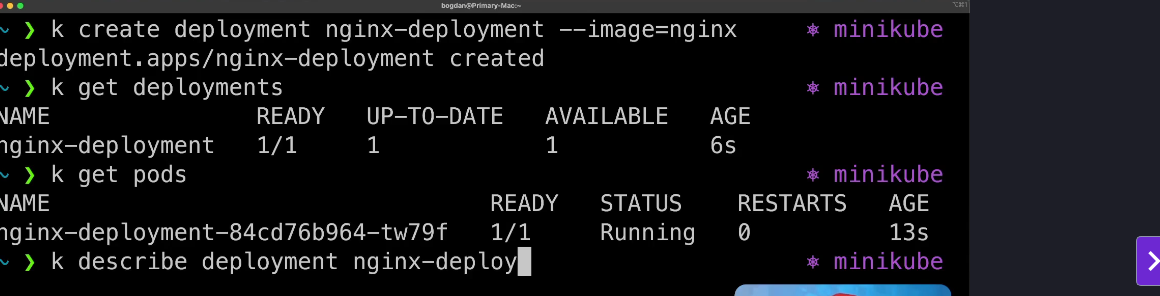 bogdan@Primary-Mac:~
~ ❯ k create deployment nginx-deployment --image=nginx ⎈ minikube
deployment.apps/nginx-deployment created
~ ❯ k get deployments ⎈ minikube
NAME READY UP-TO-DATE AVAILABLE AGE
nginx-deployment 1/1 1 1 6s
~ ❯ k get pods ⎈ minikube
NAME READY STATUS RESTARTS AGE
nginx-deployment-84cd76b964-tw79f 1/1 Running 0 13s
~ ❯ k describe deployment nginx-deploy ⎈ minikube